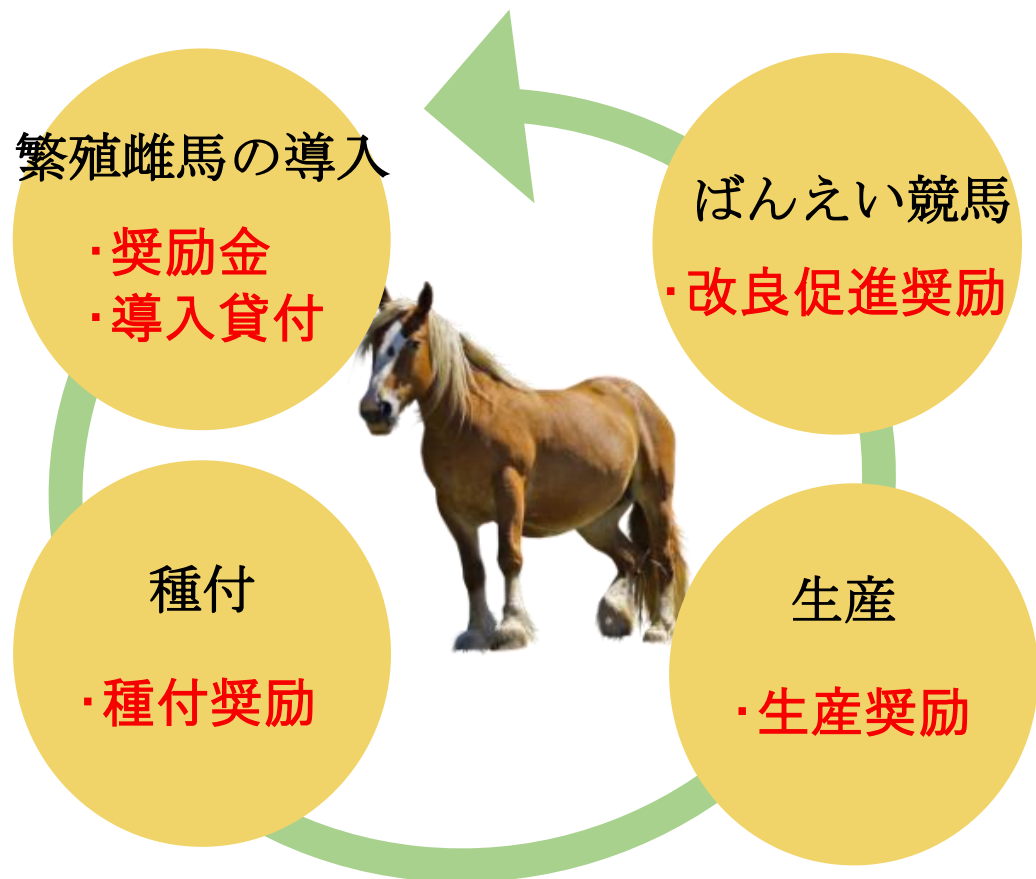 繁殖雌馬の導入
・奨励金
・導入貸付
ばんえい競馬
・改良促進奨励
種付
・種付奨励
生産
・生産奨励